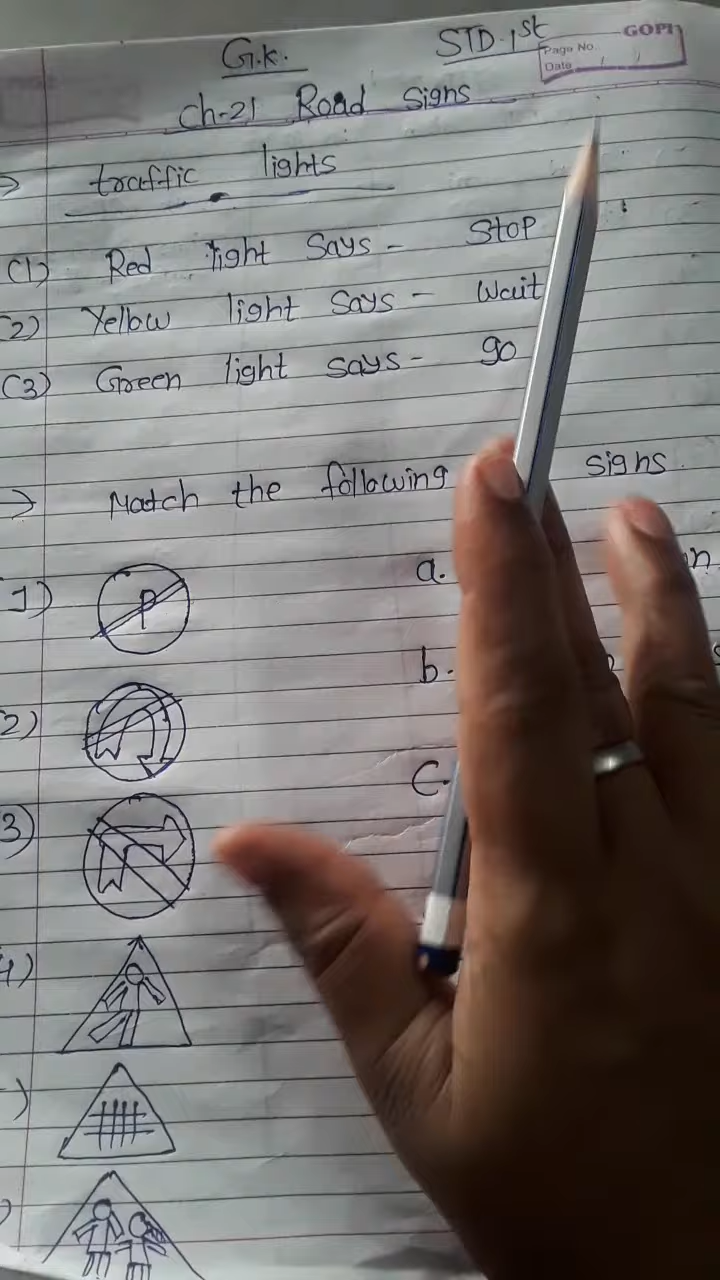 G.k. STD.1st GOPI
Page No.
Date / /
Ch-21 Road Signs
→ traffic lights
(1) Red light Says - Stop
(2) Yellow light Says - Wait
(3) Green light says - go
→ Match the following signs.
1) P a.
2) b.
3) C.
4)